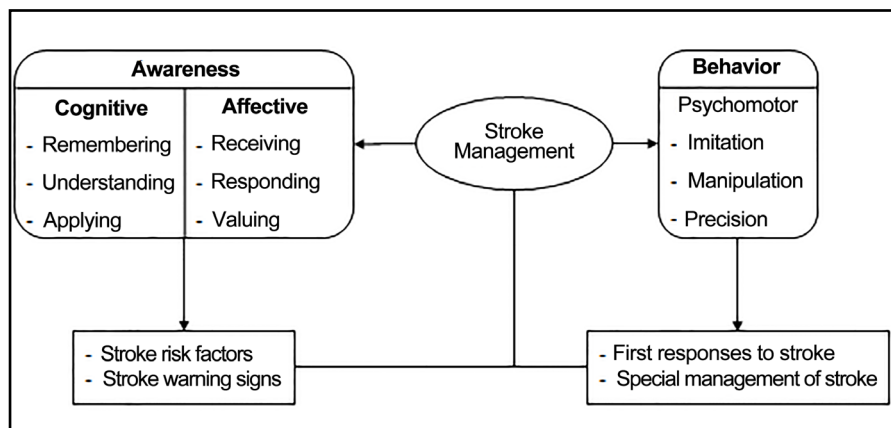 Awareness
Cognitive
- Remembering
- Understanding
- Applying
Affective
- Receiving
- Responding
- Valuing
Stroke
Management
Behavior
Psychomotor
- Imitation
- Manipulation
- Precision
- Stroke risk factors
- Stroke warning signs
- First responses to stroke
- Special management of stroke